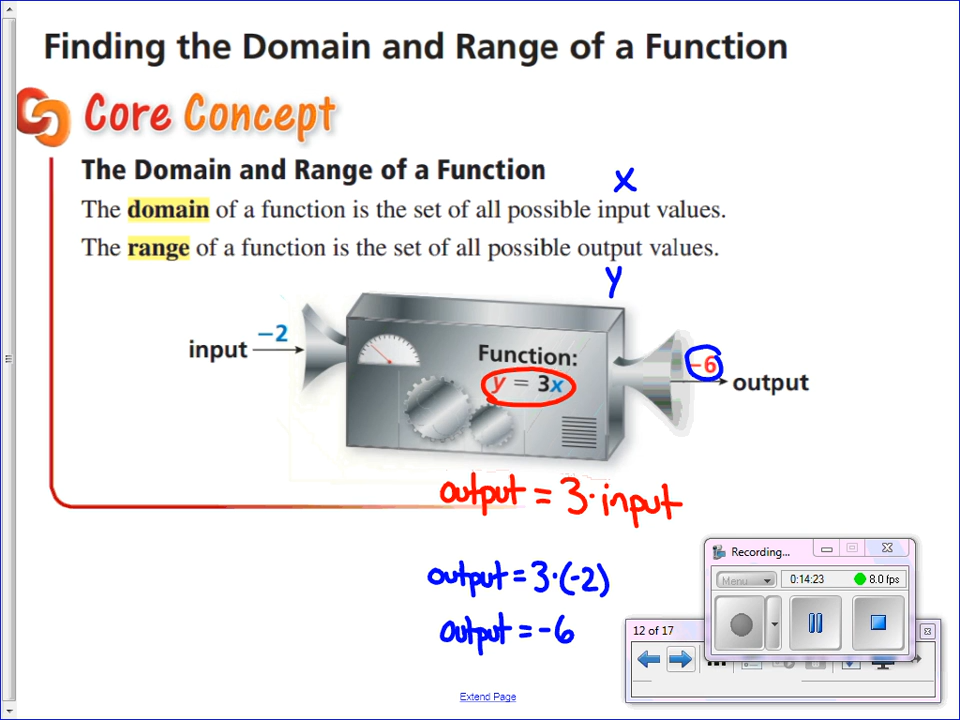 Finding the Domain and Range of a Function
Core Concept
The Domain and Range of a Function
x
The domain of a function is the set of all possible input values.
The range of a function is the set of all possible output values.
y
input
-2
Function:
y = 3x
-6
output
output = 3·input
output = 3·(-2)
output = -6
Recording...
Menu
0:14:23
8.0 fps
12 of 17
Extend Page